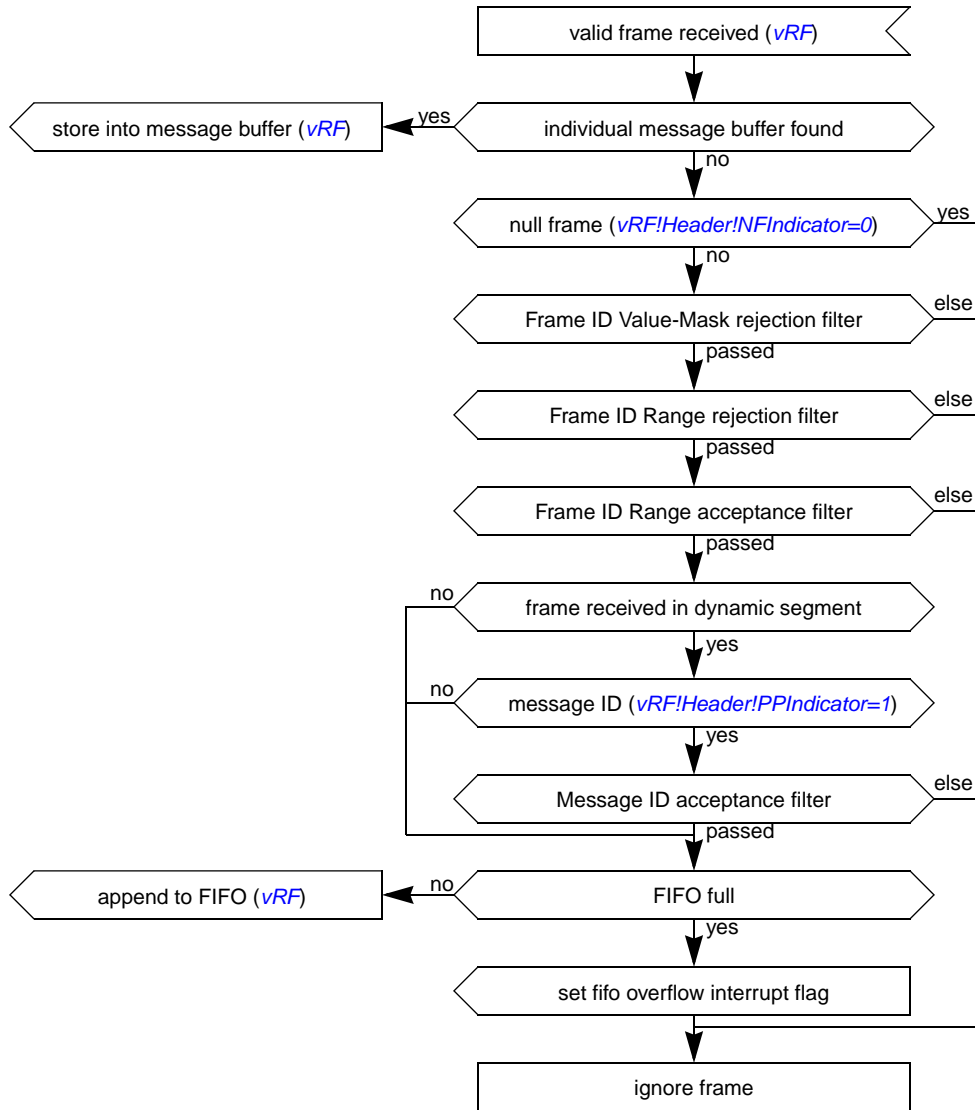 valid frame received (vRF)
store into message buffer (vRF)
yes
individual message buffer found
no
null frame (vRF!Header!NFIndicator=0)
yes
no
Frame ID Value-Mask rejection filter
else
passed
Frame ID Range rejection filter
else
passed
Frame ID Range acceptance filter
else
passed
no
frame received in dynamic segment
yes
no
message ID (vRF!Header!PPIndicator=1)
yes
Message ID acceptance filter
else
passed
append to FIFO (vRF)
no
FIFO full
yes
set fifo overflow interrupt flag
ignore frame